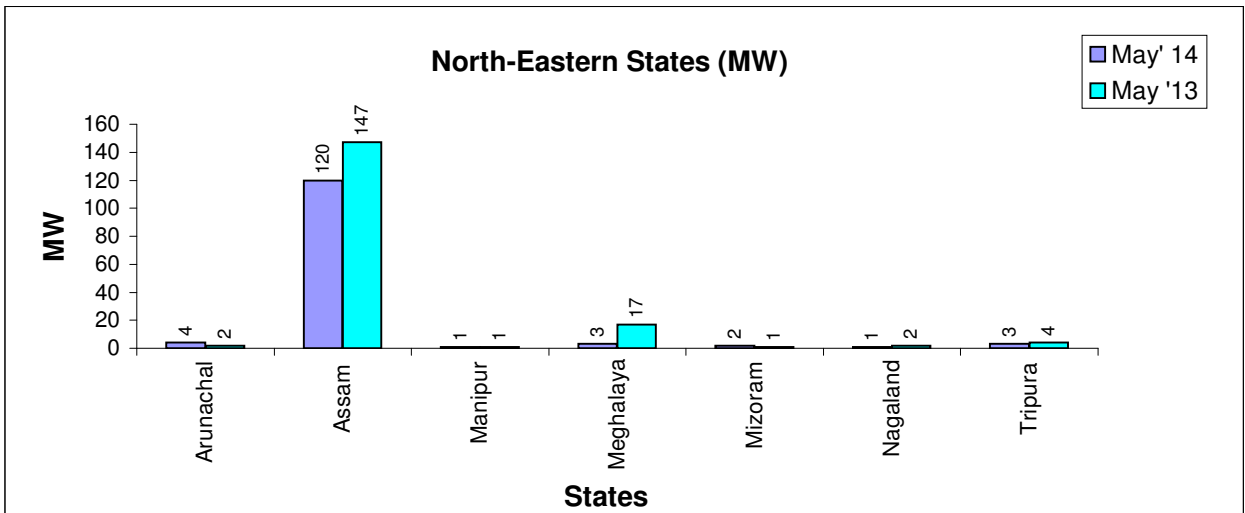 North-Eastern States (MW)
May' 14
May '13
MW
160
140
120
100
80
60
40
20
0
4
2
120
147
1
1
3
17
2
1
1
2
3
4
Arunachal
Assam
Manipur
Meghalaya
Mizoram
Nagaland
Tripura
States